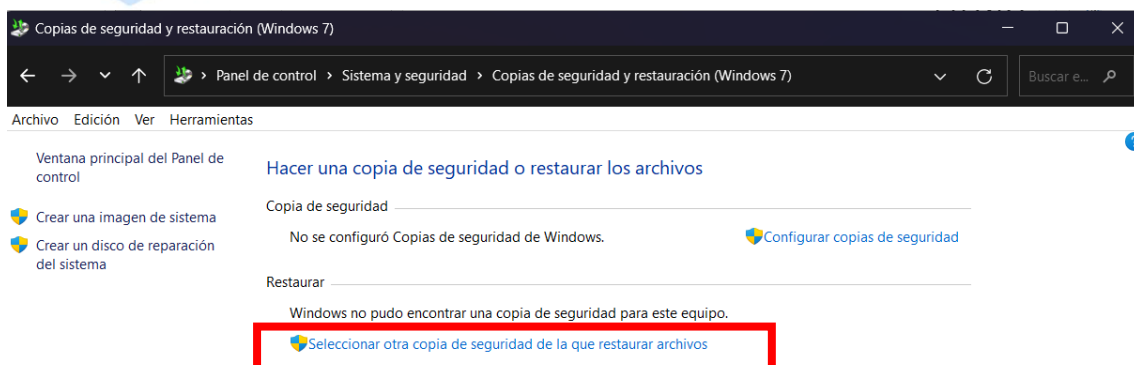 Copias de seguridad y restauración (Windows 7)
Panel de control > Sistema y seguridad > Copias de seguridad y restauración (Windows 7)
Buscar e...
Archivo Edición Ver Herramientas
Ventana principal del Panel de
control
Crear una imagen de sistema
Crear un disco de reparación
del sistema
Hacer una copia de seguridad o restaurar los archivos
Copia de seguridad
No se configuró Copias de seguridad de Windows.
Configurar copias de seguridad
Restaurar
Windows no pudo encontrar una copia de seguridad para este equipo.
Seleccionar otra copia de seguridad de la que restaurar archivos